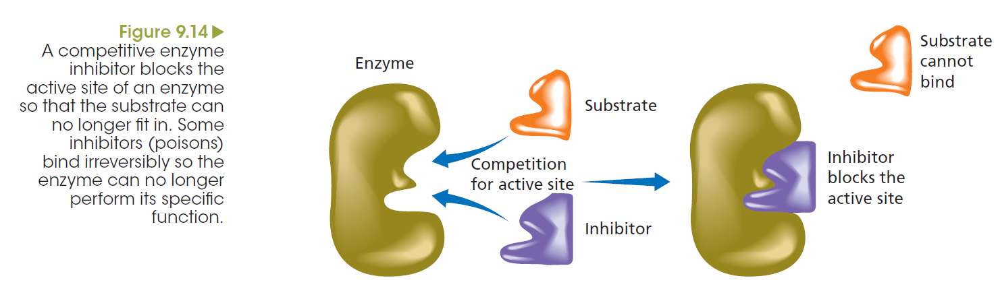 Figure 9.14 ▶
A competitive enzyme
inhibitor blocks the
active site of an enzyme
so that the substrate can
no longer fit in. Some
inhibitors (poisons)
bind irreversibly so the
enzyme can no longer
perform its specific
function.
Enzyme
Substrate
Competition
for active site
Inhibitor
Substrate
cannot
bind
Inhibitor
blocks the
active site